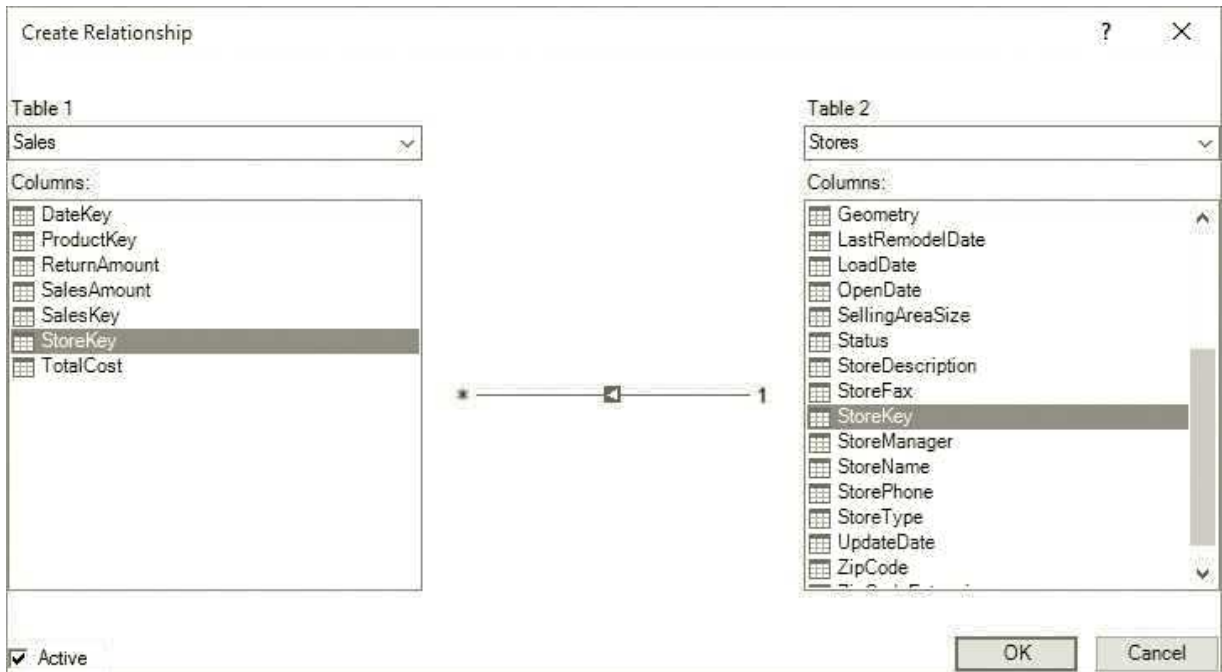 Create Relationship
?
Table 1
Sales
Columns:
DateKey
ProductKey
ReturnAmount
SalesAmount
SalesKey
StoreKey
TotalCost
* 1
Table 2
Stores
Columns:
Geometry
LastRemodelDate
LoadDate
OpenDate
SellingAreaSize
Status
StoreDescription
StoreFax
StoreKey
StoreManager
StoreName
StorePhone
StoreType
UpdateDate
ZipCode
Active
OK
Cancel